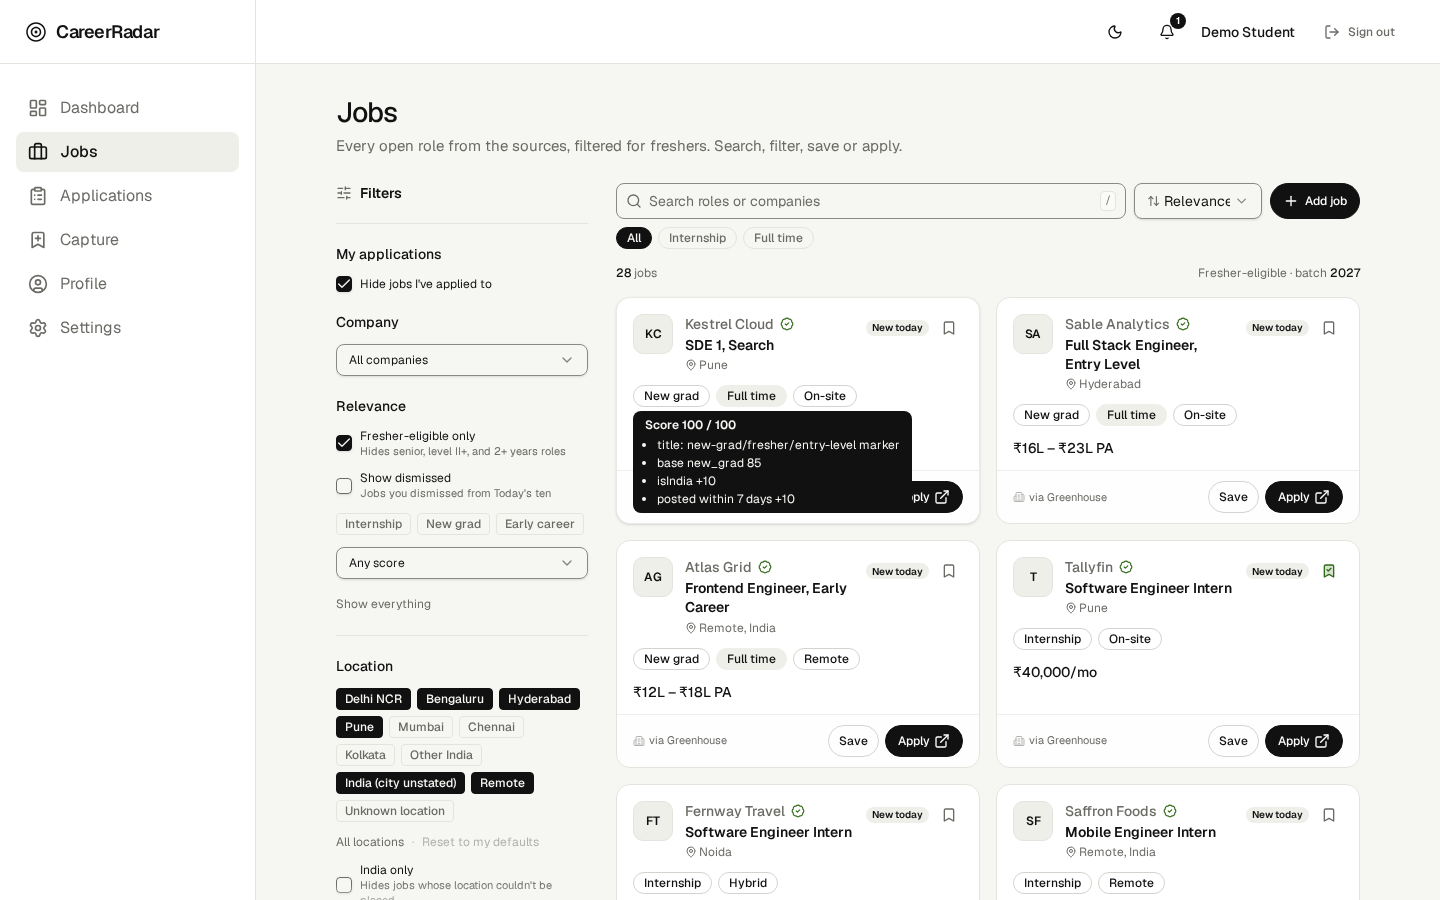 CareerRadar
1
Demo Student
Sign out
Dashboard
Jobs
Applications
Capture
Profile
Settings
Jobs
Every open role from the sources, filtered for freshers. Search, filter, save or apply.
Filters
My applications
Hide jobs I've applied to
Company
All companies
Relevance
Fresher-eligible only
Hides senior, level II+, and 2+ years roles
Show dismissed
Jobs you dismissed from Today's ten
Internship
New grad
Early career
Any score
Show everything
Location
Delhi NCR
Bengaluru
Hyderabad
Pune
Mumbai
Chennai
Kolkata
Other India
India (city unstated)
Remote
Unknown location
All locations · Reset to my defaults
India only
Hides jobs whose location couldn't be
Search roles or companies
/
Relevance
Add job
All
Internship
Full time
28 jobs
Fresher-eligible · batch 2027
KC
Kestrel Cloud
New today
SDE 1, Search
Pune
New grad
Full time
On-site
Score 100 / 100
• title: new-grad/fresher/entry-level marker
• base new_grad 85
• isIndia +10
• posted within 7 days +10
SA
Sable Analytics
New today
Full Stack Engineer,
Entry Level
Hyderabad
New grad
Full time
On-site
₹16L – ₹23L PA
via Greenhouse
Save
Apply
AG
Atlas Grid
New today
Frontend Engineer, Early
Career
Remote, India
New grad
Full time
Remote
₹12L – ₹18L PA
via Greenhouse
Save
Apply
T
Tallyfin
New today
Software Engineer Intern
Pune
Internship
On-site
₹40,000/mo
via Greenhouse
Save
Apply
FT
Fernway Travel
New today
Software Engineer Intern
Noida
Internship
Hybrid
SF
Saffron Foods
New today
Mobile Engineer Intern
Remote, India
Internship
Remote